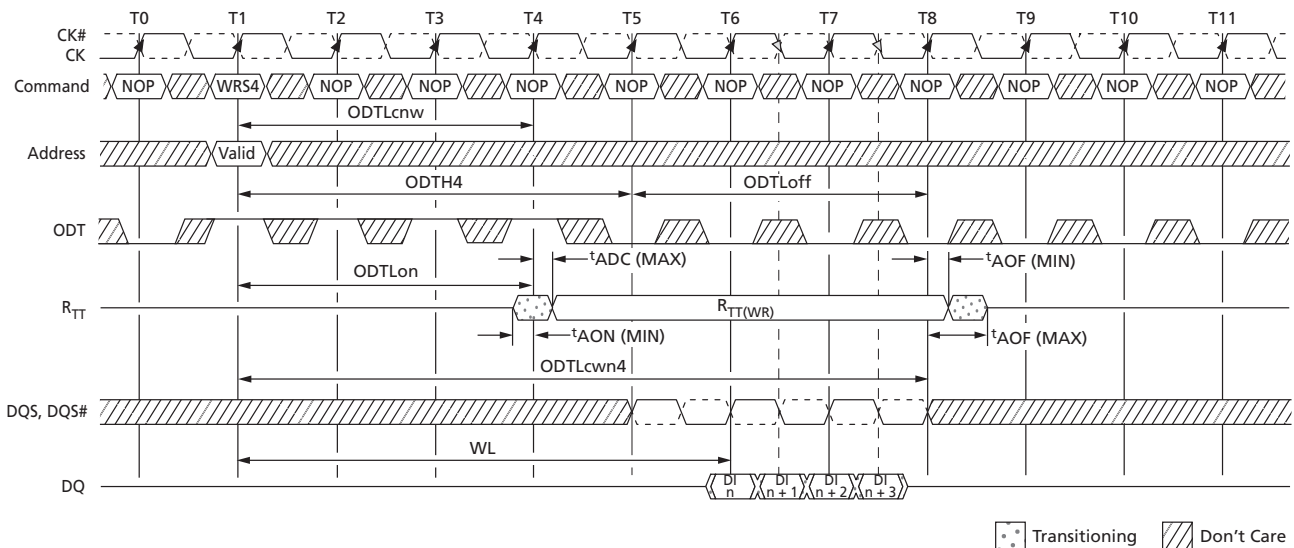 T0 T1 T2 T3 T4 T5 T6 T7 T8 T9 T10 T11
CK#
CK
Command NOP WRS4 NOP NOP NOP NOP NOP NOP NOP NOP NOP NOP
ODTLcnw
Address Valid
ODTH4 ODTLoff
ODT
ODTLon tADC (MAX) tAOF (MIN)
RTT RTT(WR)
tAON (MIN) tAOF (MAX)
ODTLcwn4
DQS, DQS#
WL
DQ DI n DI n + 1 DI n + 2 DI n + 3
Transitioning Don't Care